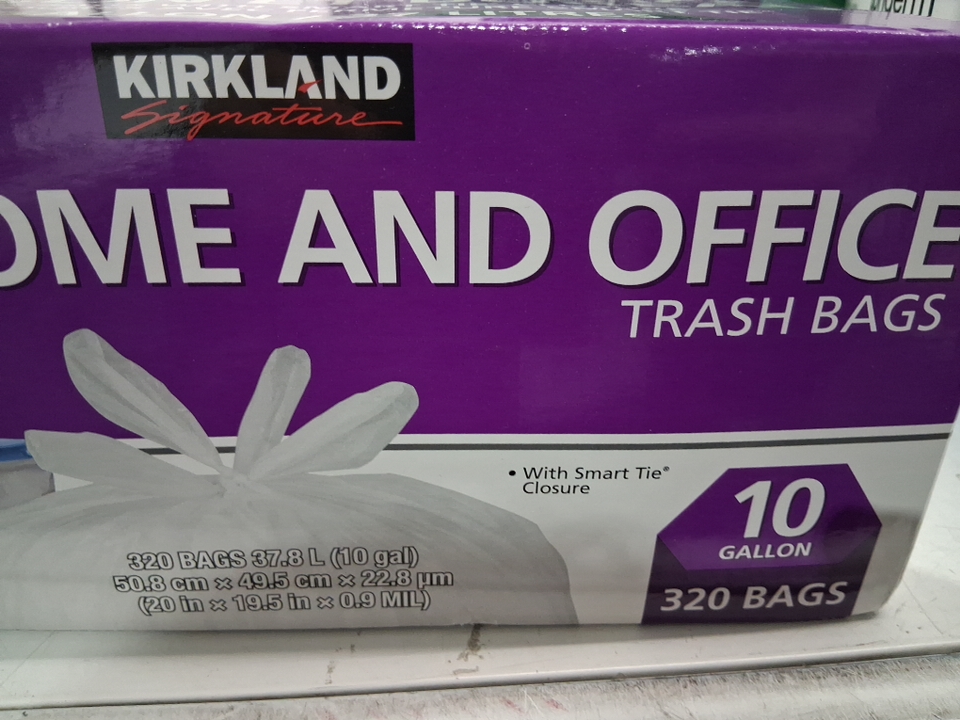 KIRKLAND
Signature
OME AND OFFICE
TRASH BAGS
• With Smart Tie®
Closure
10
GALLON
320 BAGS
320 BAGS 37.8 L (10 gal)
50.8 cm × 49.5 cm × 22.8 µm
(20 in × 19.5 in × 0.9 MIL)